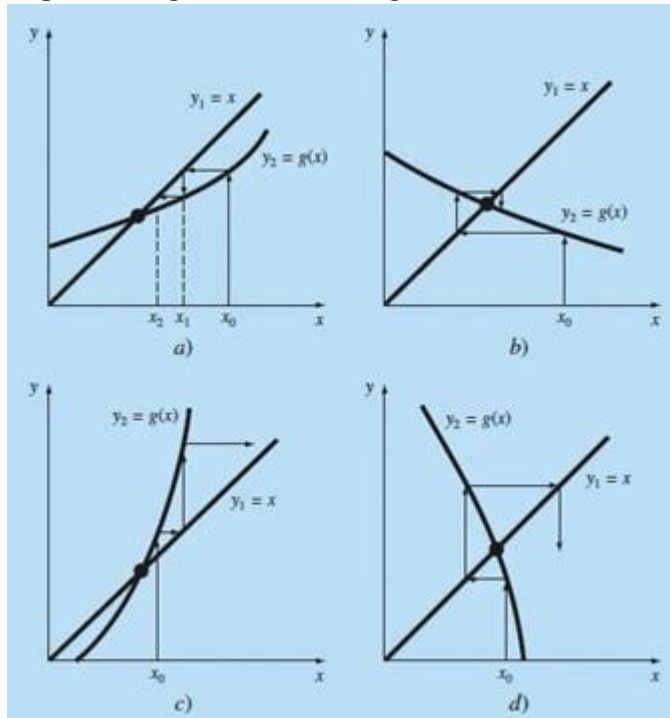 y
y
y₁ = x
y₁ = x
y₂ = g(x)
y₂ = g(x)
x₂ x₁ x₀ x
x₀ x
a)
b)
y
y
y₂ = g(x)
y₂ = g(x)
y₁ = x
y₁ = x
x₀ x
x₀ x
c)
d)